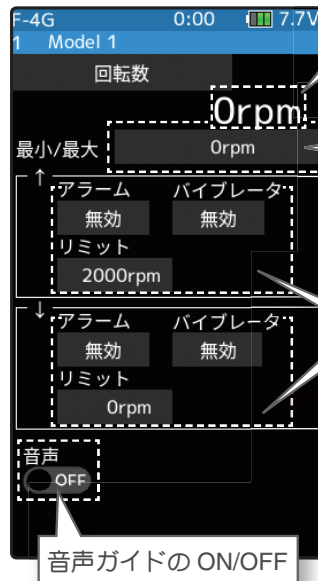 F-4G 0:00 7.7V
1 Model 1
回転数
0rpm
最小/最大 0rpm
↑
アラーム バイブレータ
無効 無効
リミット
2000rpm
↓
アラーム バイブレータ
無効 無効
リミット
0rpm
音声
OFF
音声ガイドの ON/OFF